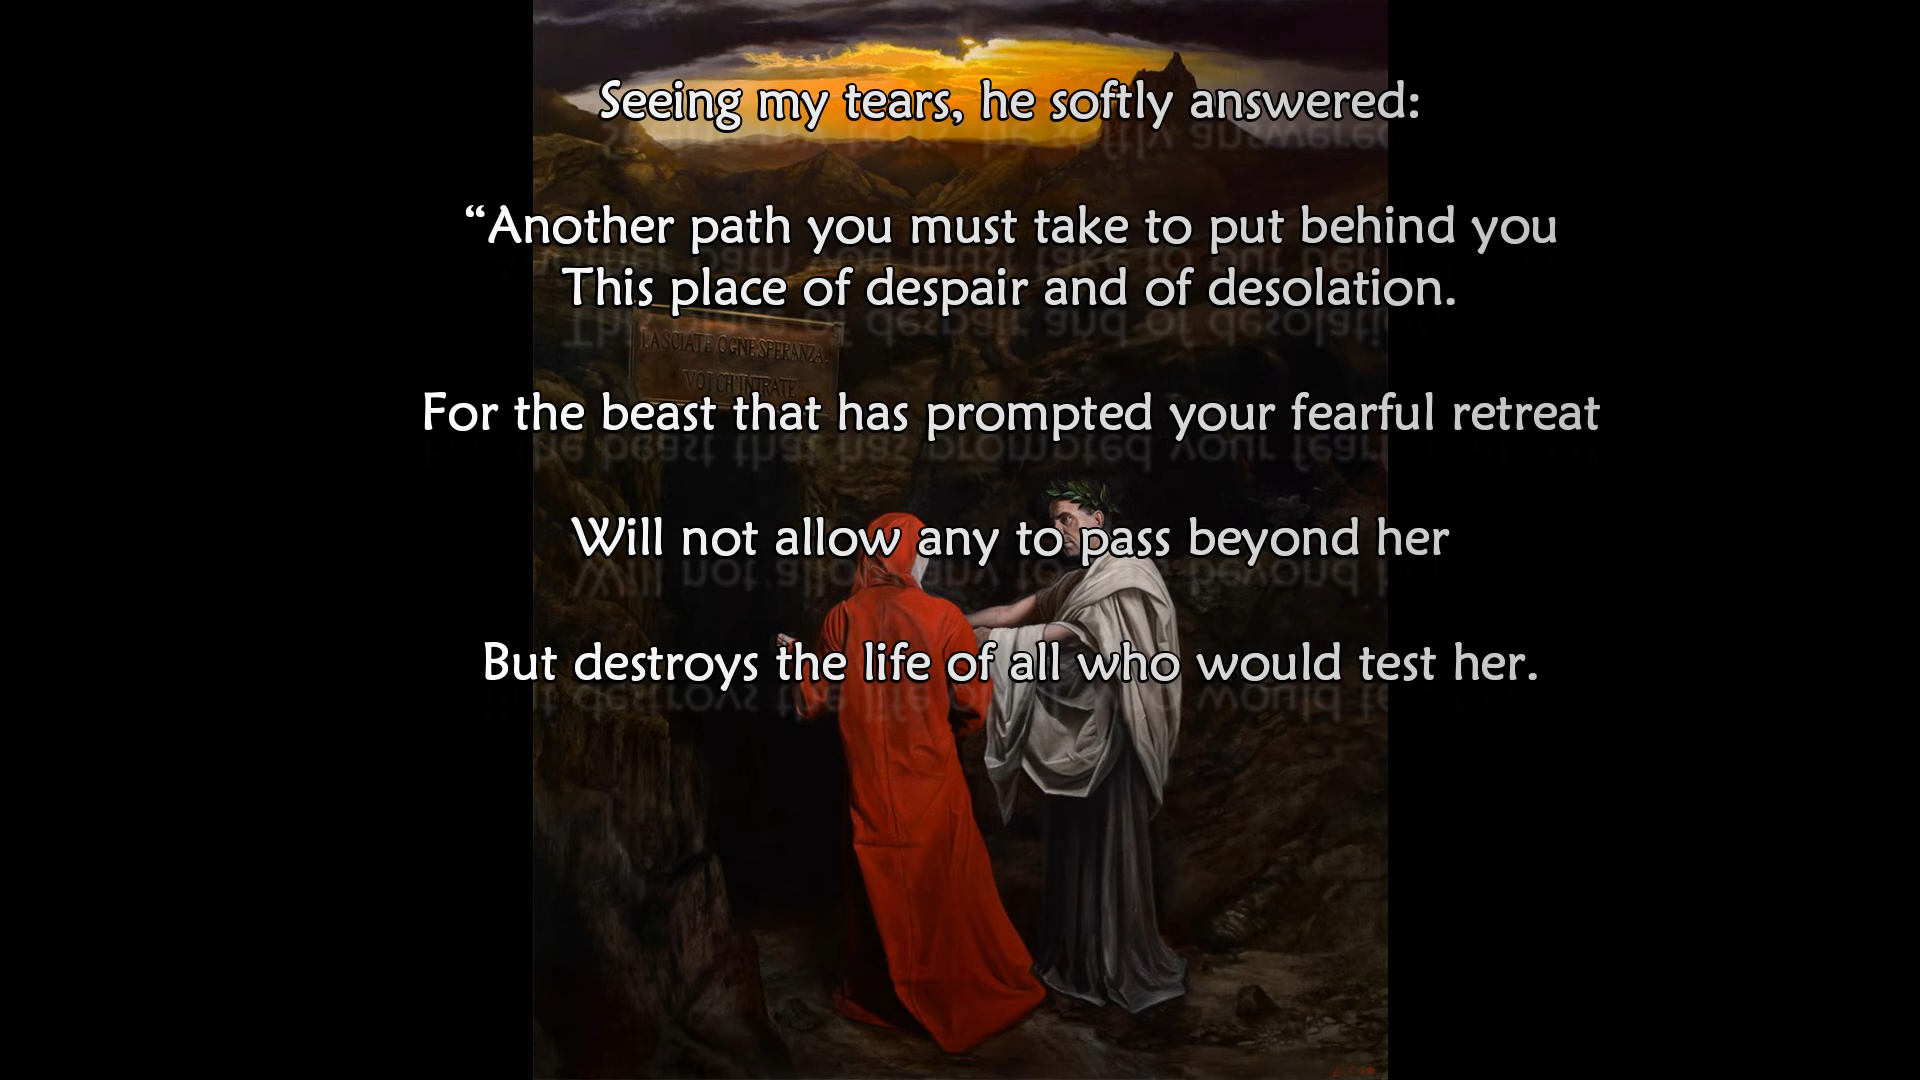 Seeing my tears, he softly answered:
“Another path you must take to put behind you
This place of despair and of desolation.
LASCIATE OGNE SPERANZA,
VOI CH'INTRATE
For the beast that has prompted your fearful retreat
Will not allow any to pass beyond her
But destroys the life of all who would test her.